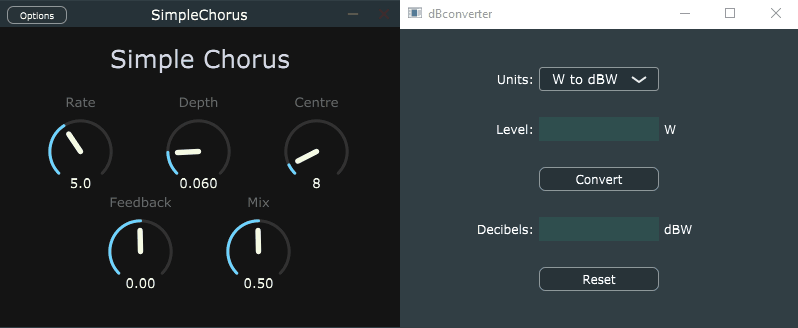 Options
SimpleChorus
Simple Chorus
Rate
Depth
Centre
5.0
0.060
8
Feedback
Mix
0.00
0.50
dBconverter
Units:
W to dBW
Level:
W
Convert
Decibels:
dBW
Reset